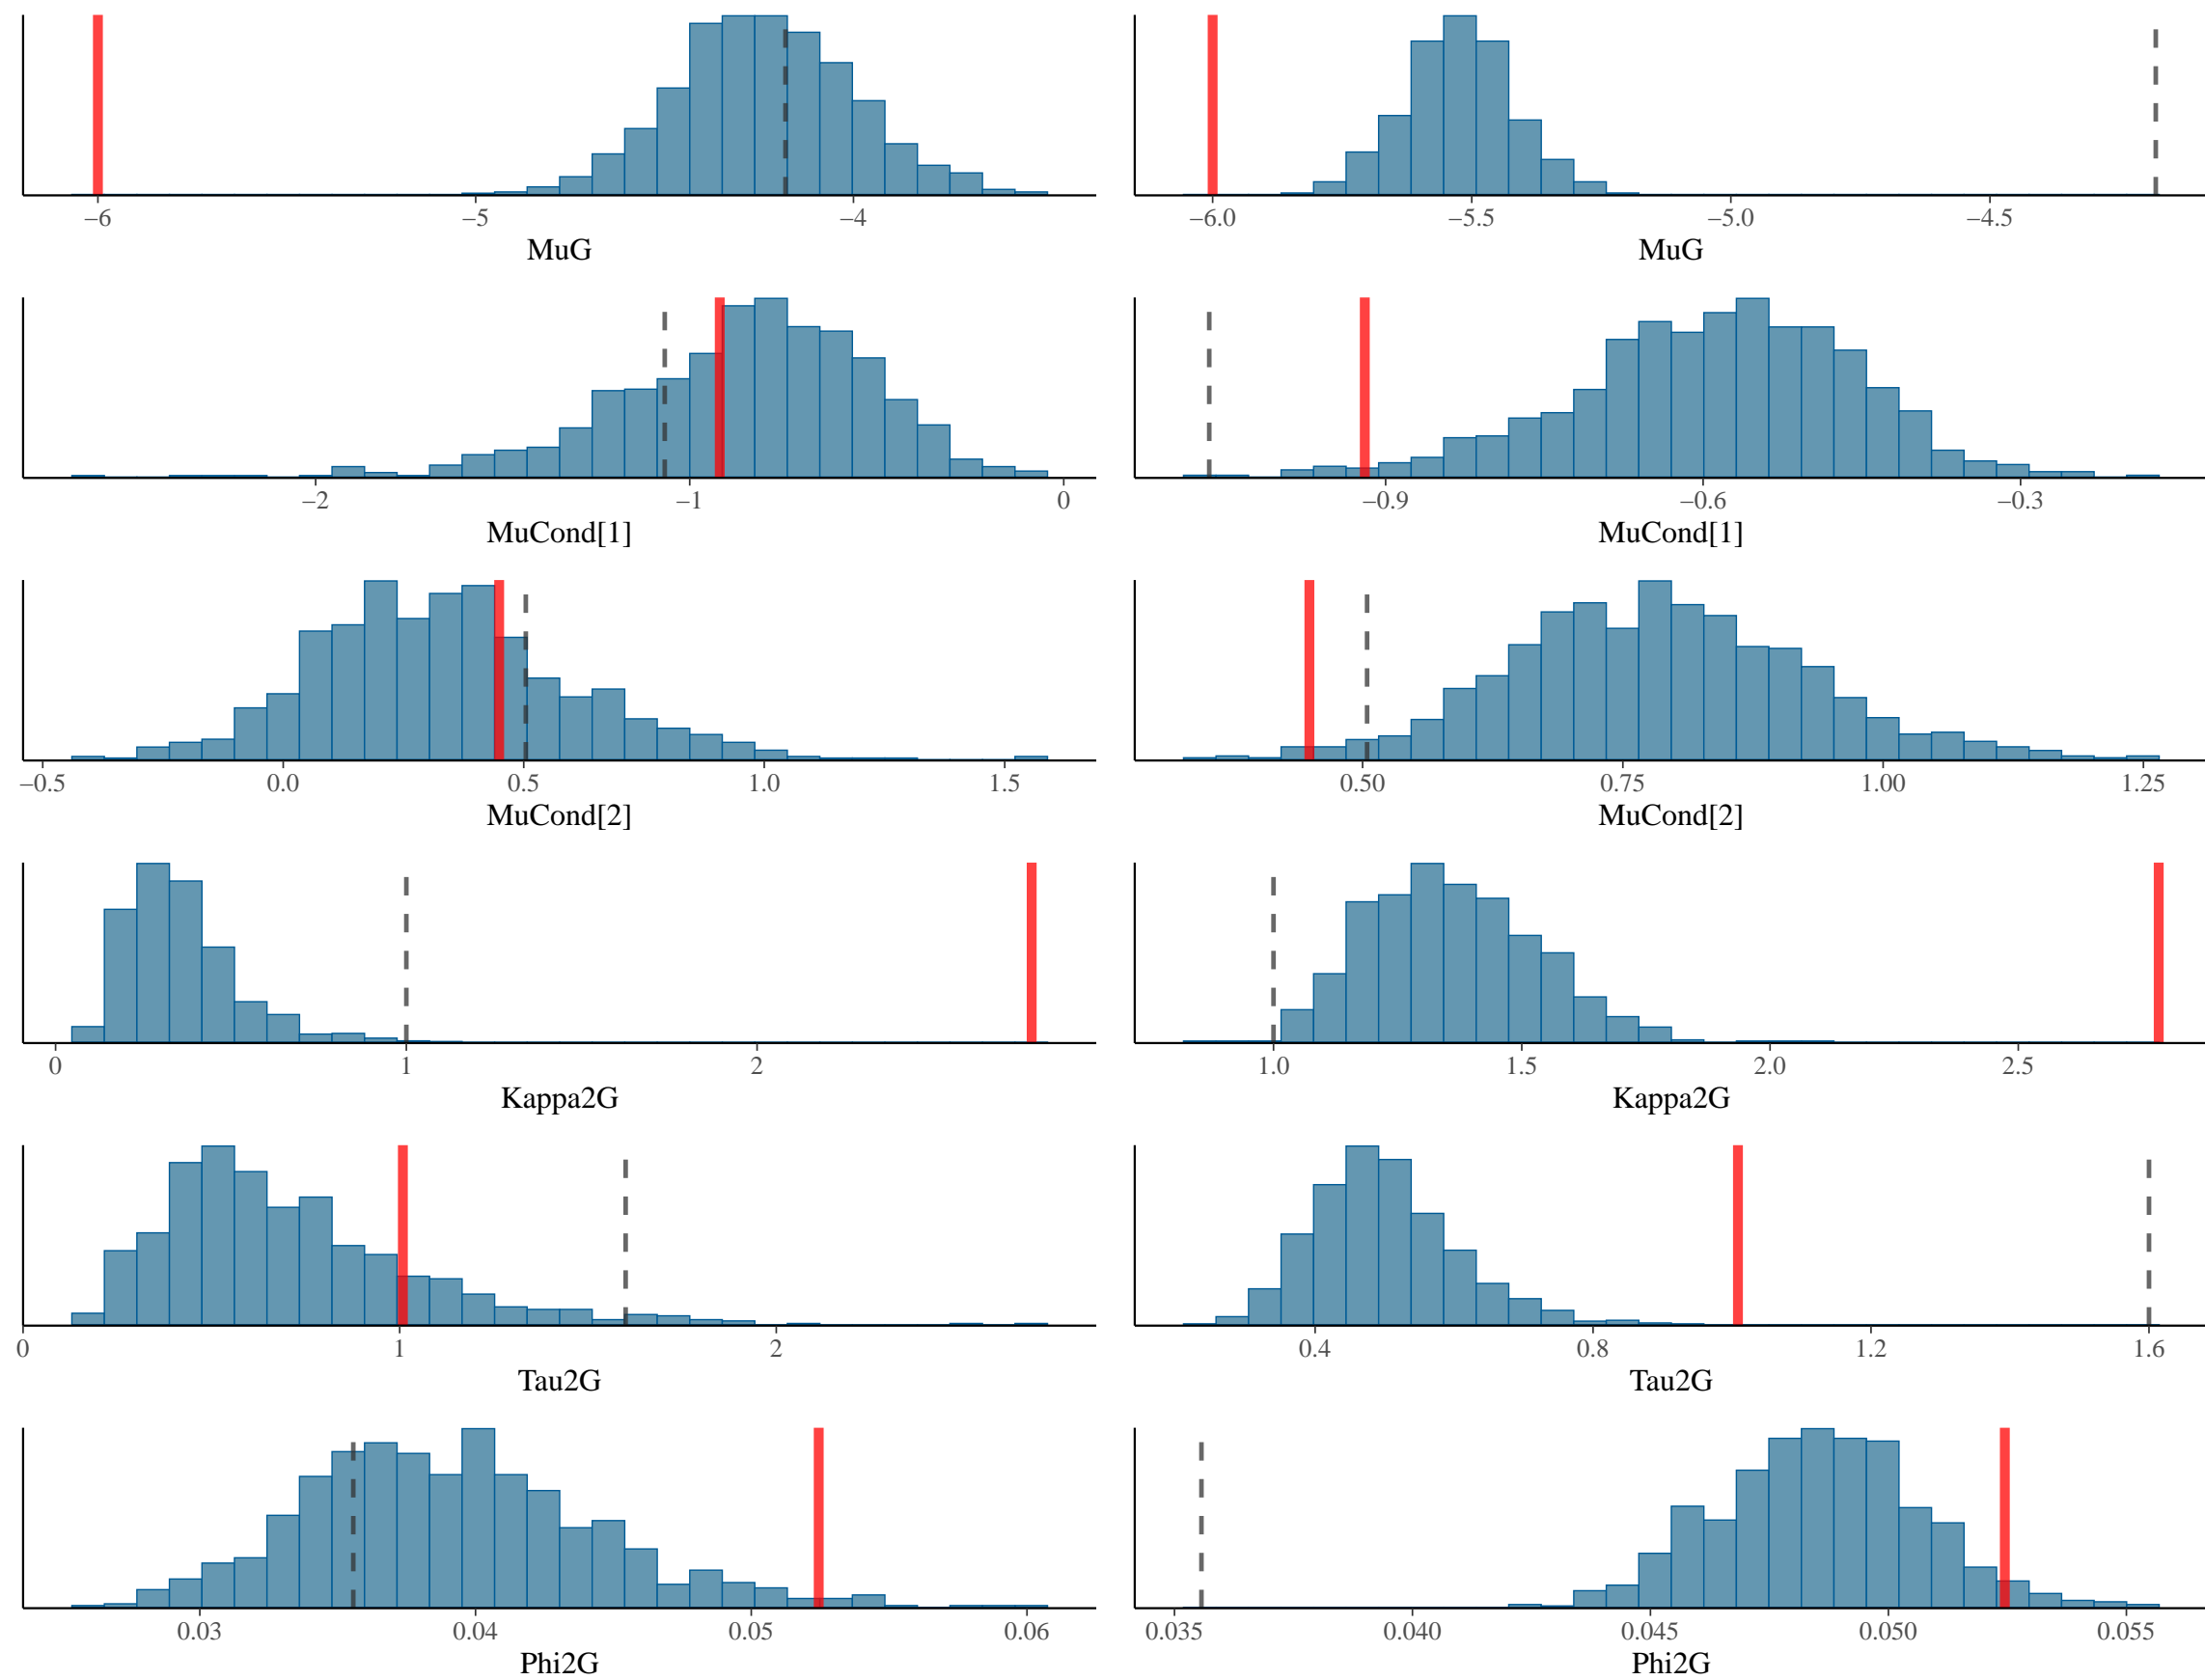 –6 –5 –4 –6.0 –5.5 –5.0 –4.5
MuG MuG
–2 –1 0 –0.9 –0.6 –0.3
MuCond[1] MuCond[1]
–0.5 0.0 0.5 1.0 1.5 0.50 0.75 1.00 1.25
MuCond[2] MuCond[2]
0 1 2 1.0 1.5 2.0 2.5
Kappa2G Kappa2G
0 1 2 0.4 0.8 1.2 1.6
Tau2G Tau2G
0.03 0.04 0.05 0.06 0.035 0.040 0.045 0.050 0.055
Phi2G Phi2G